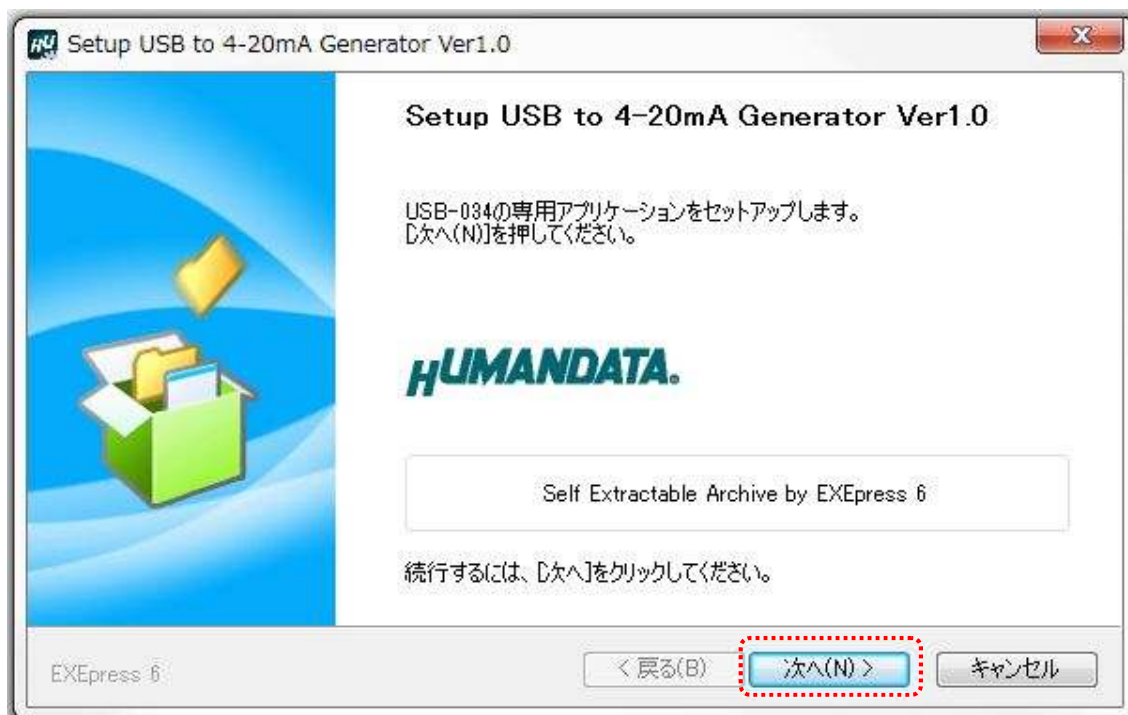 Setup USB to 4-20mA Generator Ver1.0
Setup USB to 4-20mA Generator Ver1.0
USB-034の専用アプリケーションをセットアップします。
[次へ(N)]を押してください。
HUMANDATA.
Self Extractable Archive by EXEpress 6
続行するには、[次へ]をクリックしてください。
EXEpress 6
< 戻る(B)
次へ(N) >
キャンセル